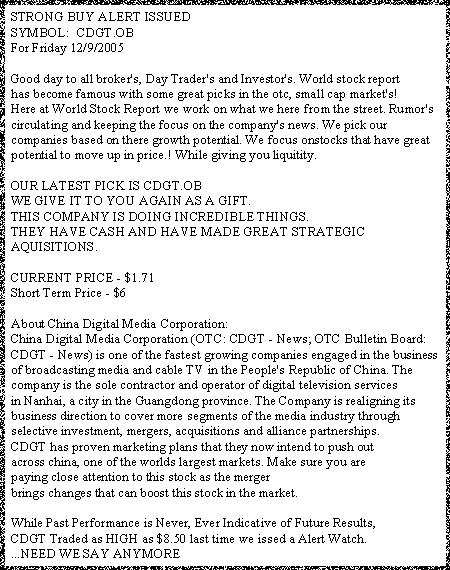 STRONG BUY ALERT ISSUED
SYMBOL: CDGT.OB
For Friday 12/9/2005
Good day to all broker's, Day Trader's and Investor's. World stock report
has become famous with some great picks in the otc, small cap market's!
Here at World Stock Report we work on what we here from the street. Rumor's
circulating and keeping the focus on the company's news. We pick our
companies based on there growth potential. We focus onstocks that have great
potential to move up in price.! While giving you liquitity.
OUR LATEST PICK IS CDGT.OB
WE GIVE IT TO YOU AGAIN AS A GIFT.
THIS COMPANY IS DOING INCREDIBLE THINGS.
THEY HAVE CASH AND HAVE MADE GREAT STRATEGIC
AQUISITIONS.
CURRENT PRICE - $1.71
Short Term Price - $6
About China Digital Media Corporation:
China Digital Media Corporation (OTC: CDGT - News; OTC Bulletin Board:
CDGT - News) is one of the fastest growing companies engaged in the business
of broadcasting media and cable TV in the People's Republic of China. The
company is the sole contractor and operator of digital television services
in Nanhai, a city in the Guangdong province. The Company is realigning its
business direction to cover more segments of the media industry through
selective investment, mergers, acquisitions and alliance partnerships.
CDGT has proven marketing plans that they now intend to push out
across china, one of the worlds largest markets. Make sure you are
paying close attention to this stock as the merger
brings changes that can boost this stock in the market.
While Past Performance is Never, Ever Indicative of Future Results,
CDGT Traded as HIGH as $8.50 last time we issed a Alert Watch.
...NEED WE SAY ANYMORE